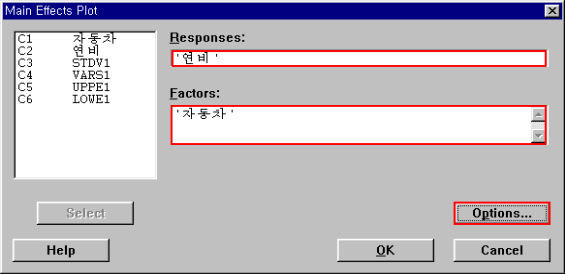 Main Effects Plot
C1 자동차
C2 연비
C3 STDV1
C4 VARS1
C5 UPPE1
C6 LOWE1
Responses:
'연비'
Factors:
'자동차'
Select
Options...
Help
OK
Cancel